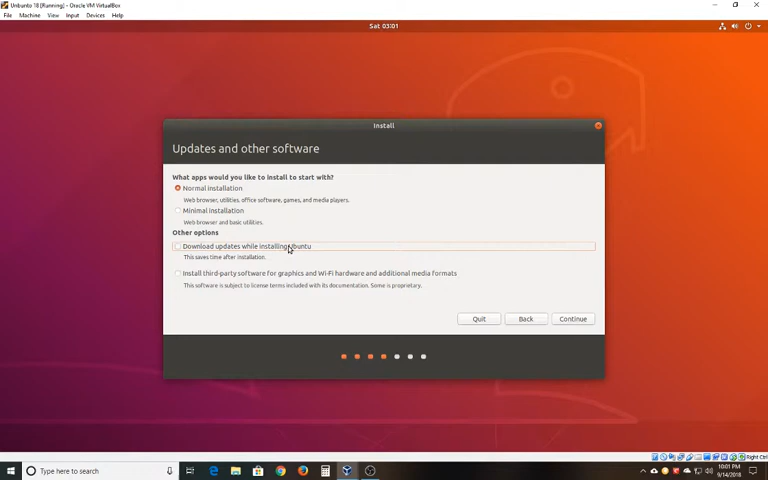 Unbunto 18 [Running] - Oracle VM VirtualBox
File Machine View Input Devices Help
Sat 03:01
Install
Updates and other software
What apps would you like to install to start with?
Normal installation
Web browser, utilities, office software, games, and media players.
Minimal installation
Web browser and basic utilities.
Other options
Download updates while installing Ubuntu
This saves time after installation.
Install third-party software for graphics and Wi-Fi hardware and additional media formats
This software is subject to license terms included with its documentation. Some is proprietary.
Quit Back Continue
Right Ctrl
Type here to search
10:01 PM
9/14/2018